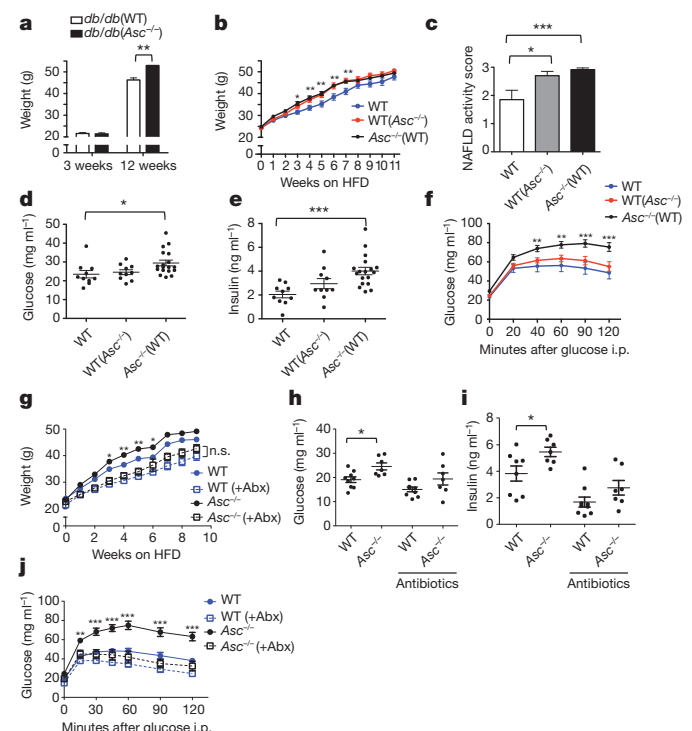 a
db/db(WT)
db/db(Asc⁻/⁻)
**
Weight (g)
50
40
30
20
20
10
0
3 weeks 12 weeks
b
Weight (g)
50
40
30
20
0
* ** ** ** **
WT
WT(Asc⁻/⁻)
Asc⁻/⁻(WT)
0 1 2 3 4 5 6 7 8 9 10 11
Weeks on HFD
c
***
*
NAFLD activity score
3
2
1
0
WT
WT(Asc⁻/⁻)
Asc⁻/⁻(WT)
d
*
Glucose (mg ml⁻¹)
50
40
30
20
10
0
WT
WT(Asc⁻/⁻)
Asc⁻/⁻(WT)
e
***
Insulin (ng ml⁻¹)
8
6
4
2
0
WT
WT(Asc⁻/⁻)
Asc⁻/⁻(WT)
f
WT
WT(Asc⁻/⁻)
Asc⁻/⁻(WT)
Glucose (mg ml⁻¹)
100
80
60
40
20
0
** ** *** ***
0 20 40 60 90 120
Minutes after glucose i.p.
g
Weight (g)
50
40
30
20
0
* ** ** *
n.s.
WT
WT (+Abx)
Asc⁻/⁻
Asc⁻/⁻ (+Abx)
0 2 4 6 8 10
Weeks on HFD
h
*
Glucose (mg ml⁻¹)
40
30
20
10
0
WT Asc⁻/⁻ WT Asc⁻/⁻
Antibiotics
i
*
Insulin (ng ml⁻¹)
8
6
4
2
0
WT Asc⁻/⁻ WT Asc⁻/⁻
Antibiotics
j
Glucose (mg ml⁻¹)
100
80
60
40
20
0
** *** *** *** *** ***
WT
WT (+Abx)
Asc⁻/⁻
Asc⁻/⁻ (+Abx)
0 30 60 90 120
Minutes after glucose i.p.